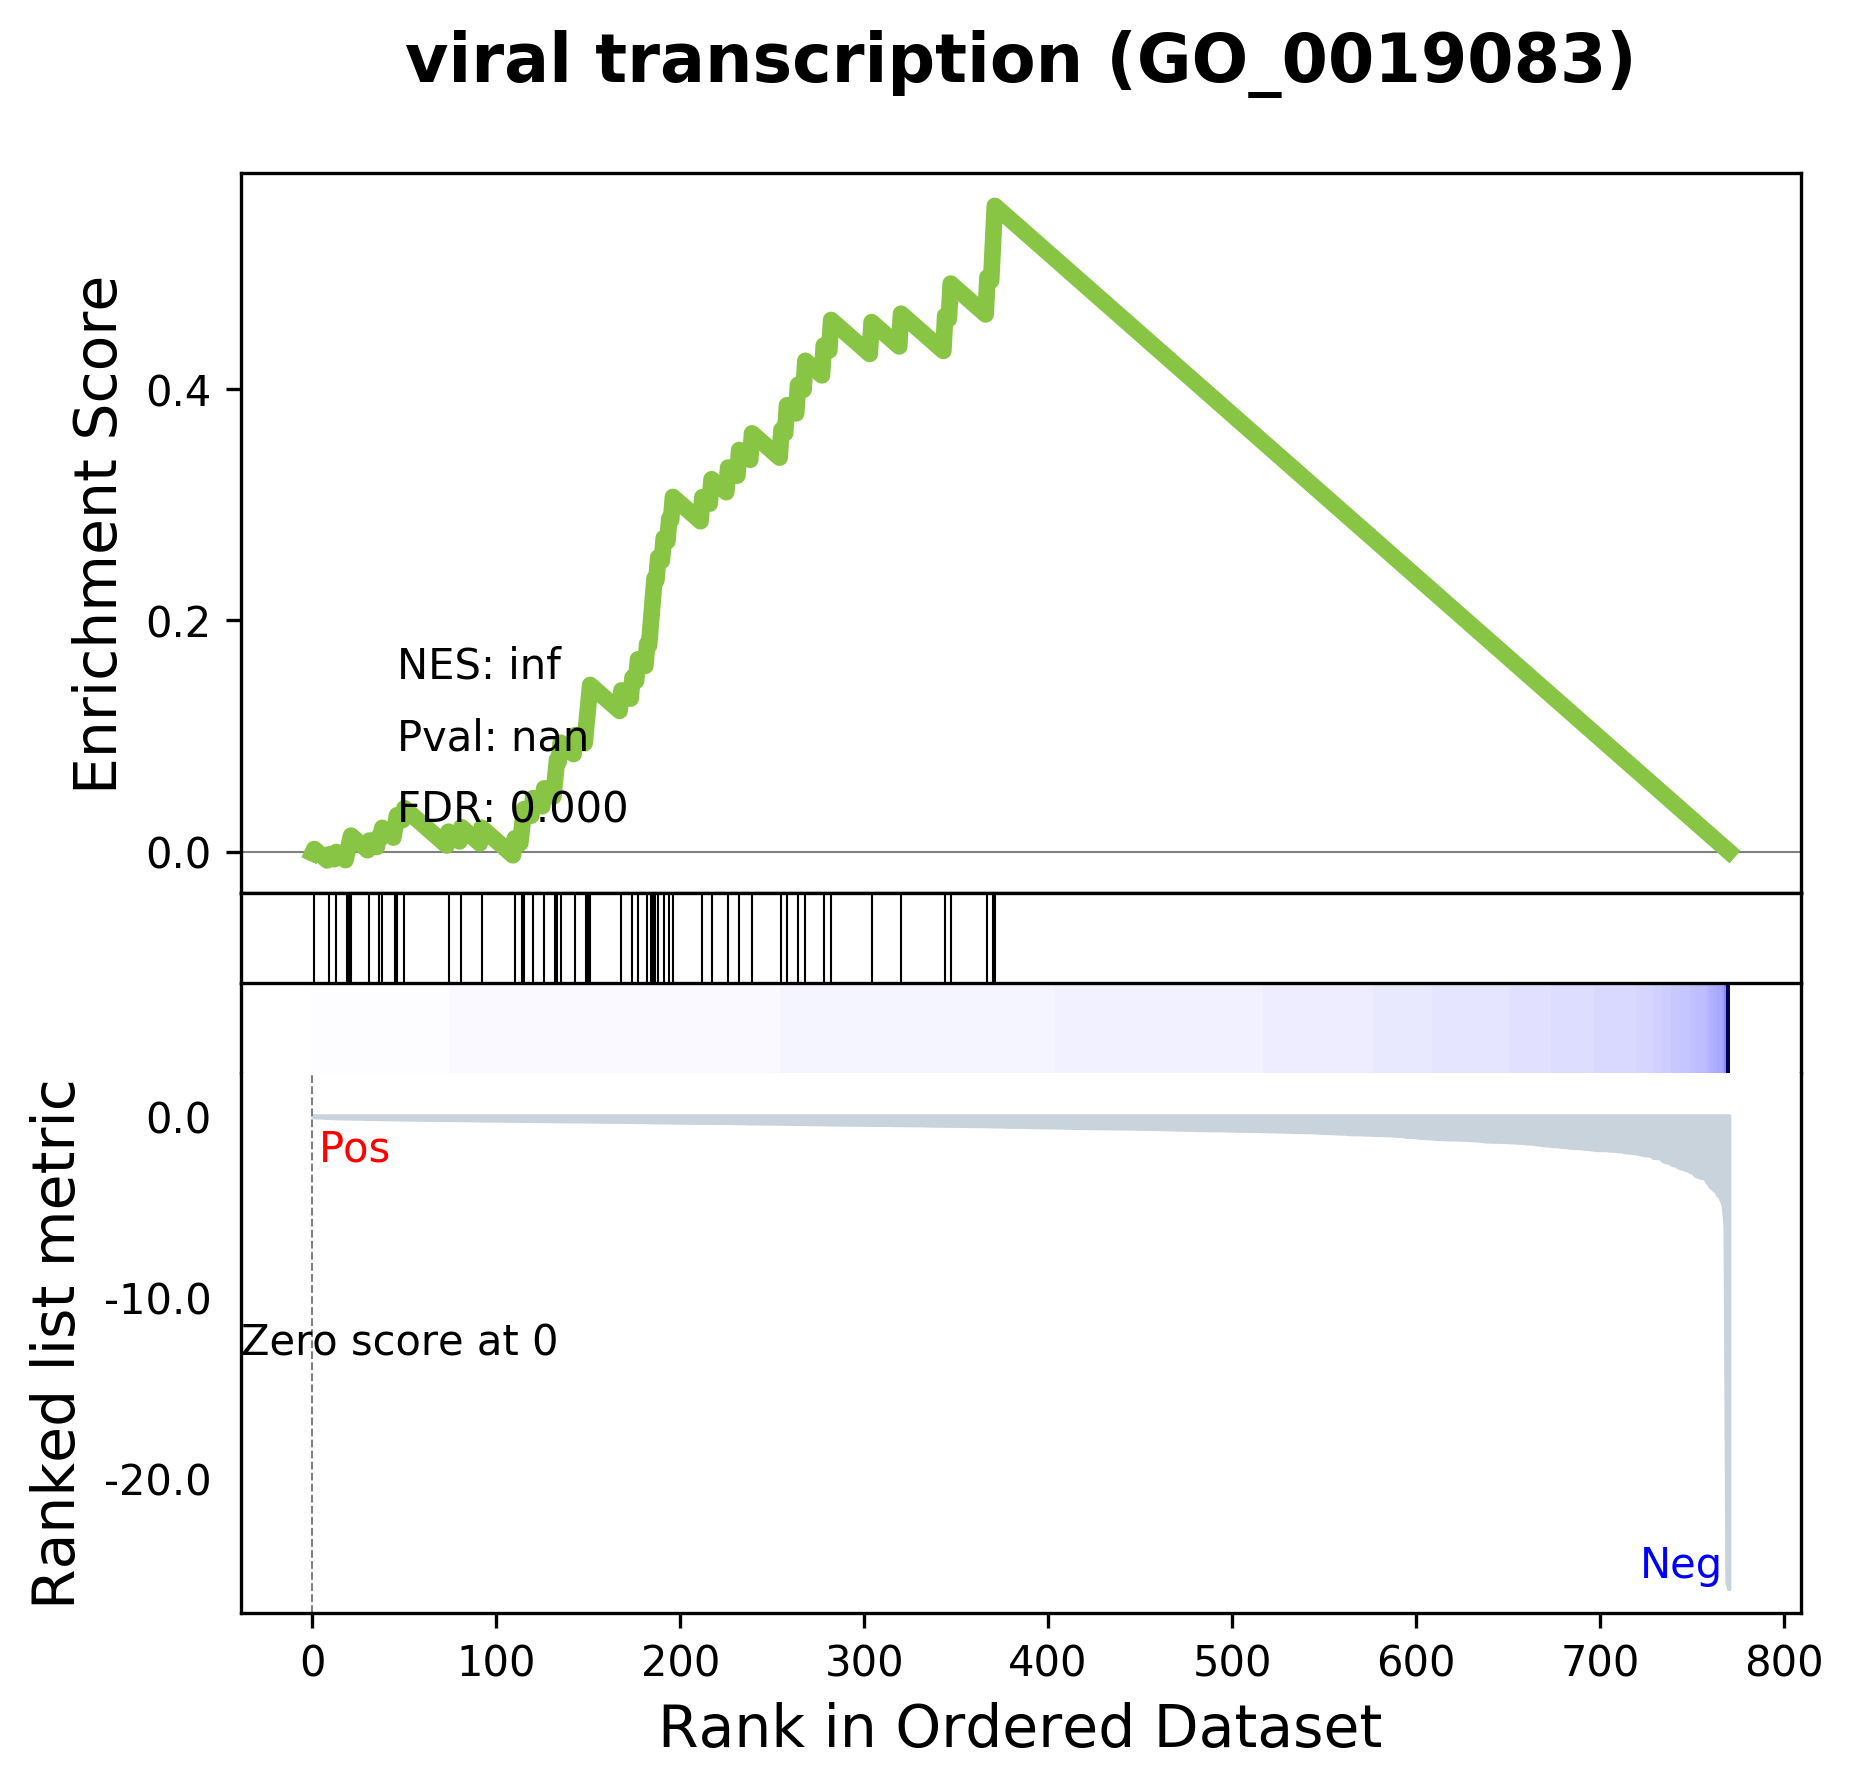 viral transcription (GO_0019083)
Enrichment Score
0.4
0.2
0.0
NES: inf
Pval: nan
FDR: 0.000
Ranked list metric
0.0
-10.0
-20.0
Pos
Zero score at 0
Neg
0 100 200 300 400 500 600 700 800
Rank in Ordered Dataset